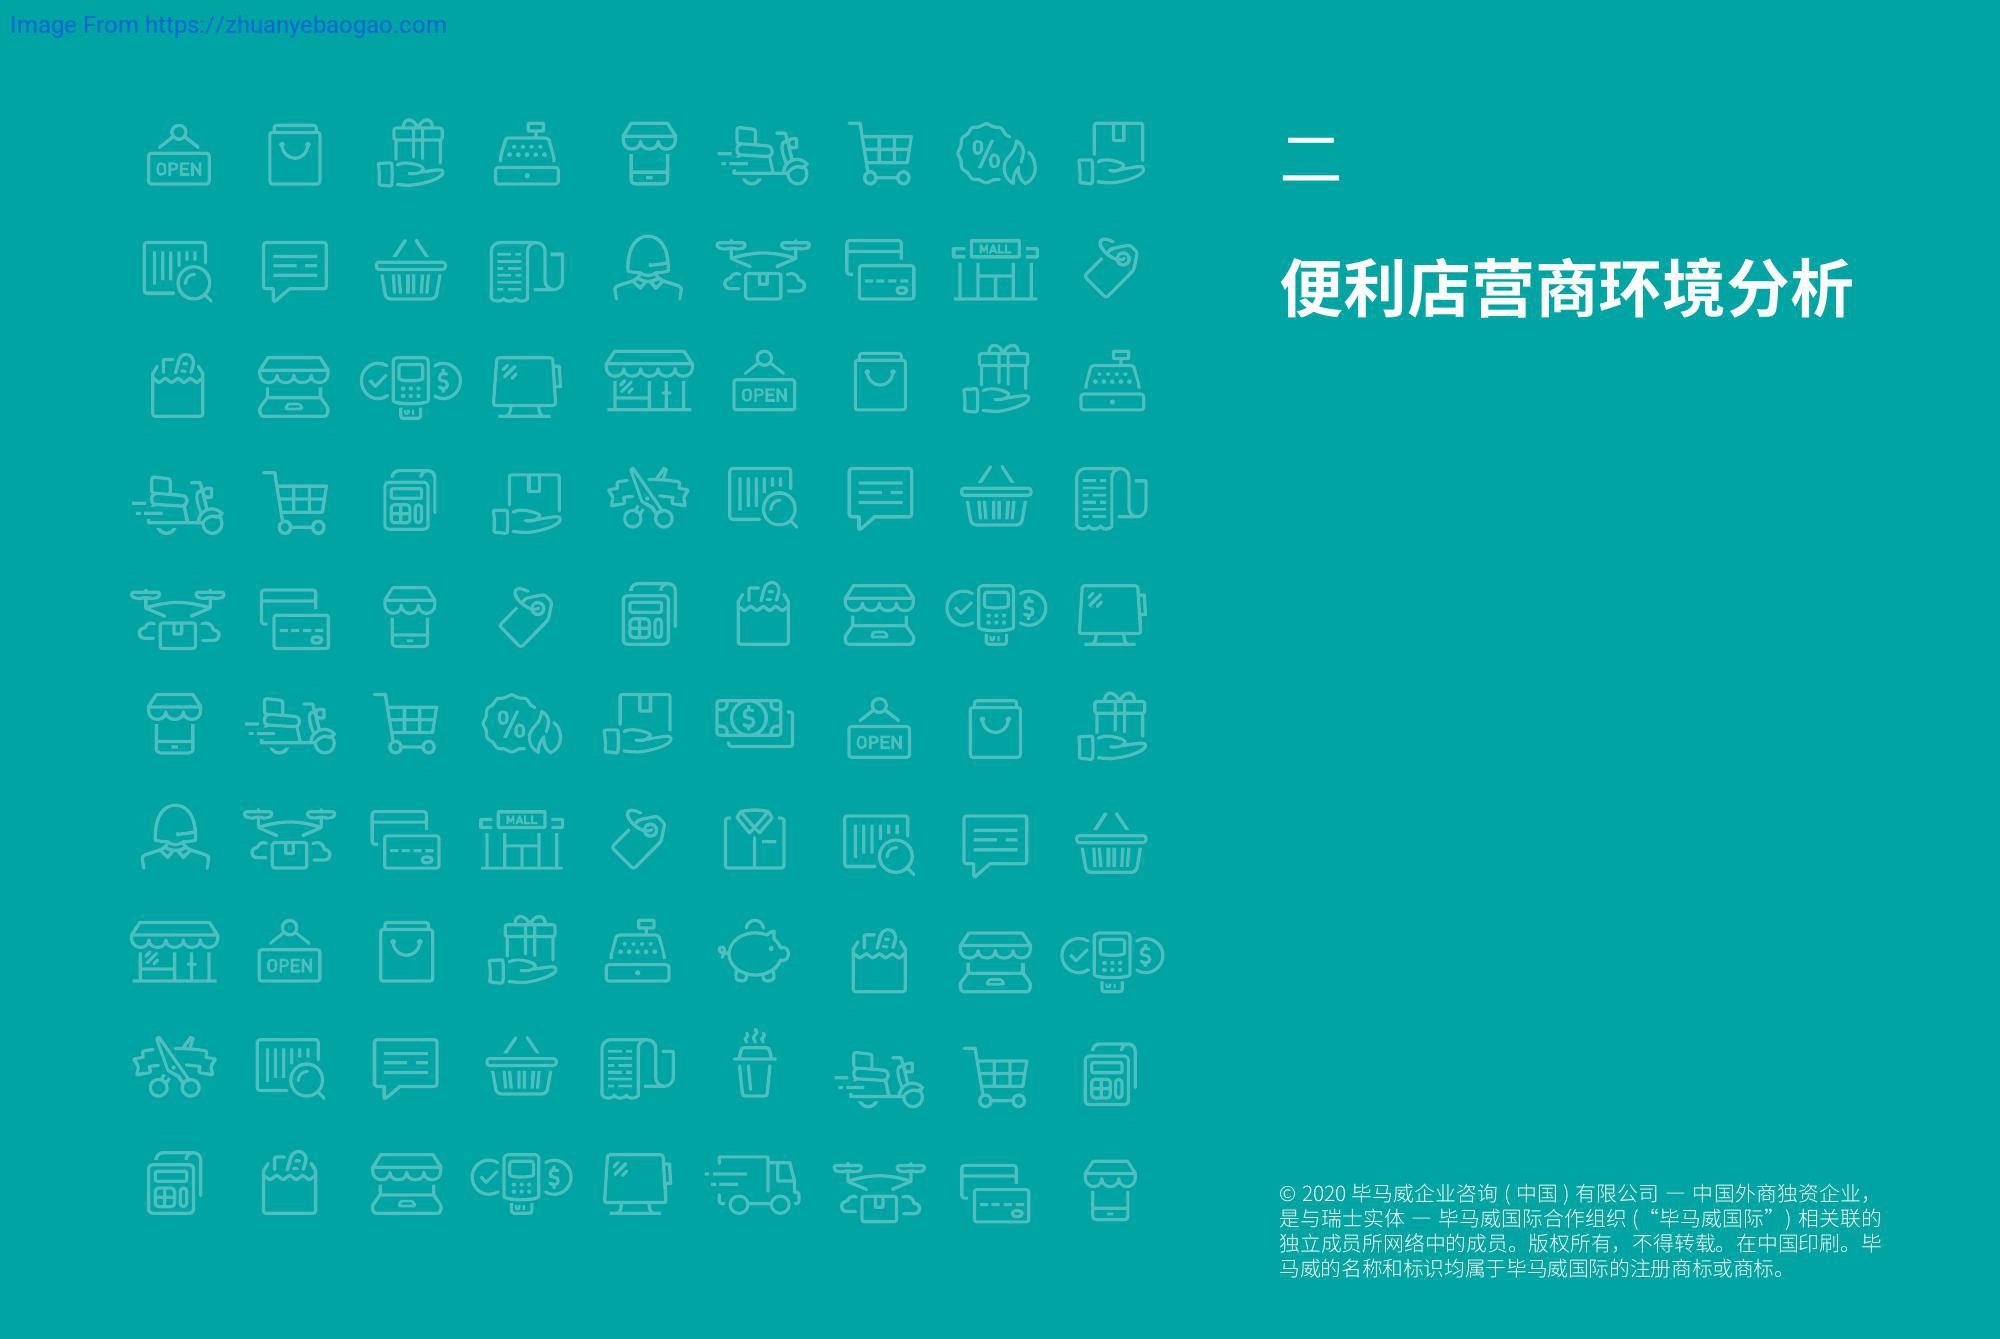 Image From https://zhuanyebaogao.com
二
便利店营商环境分析
OPEN
%
MALL
$
OPEN
$
%
$
OPEN
MALL
OPEN
$
$
© 2020 毕马威企业咨询 ( 中国 ) 有限公司 — 中国外商独资企业，
是与瑞士实体 — 毕马威国际合作组织 (“毕马威国际” ) 相关联的
独立成员所网络中的成员。版权所有，不得转载。在中国印刷。毕
马威的名称和标识均属于毕马威国际的注册商标或商标。